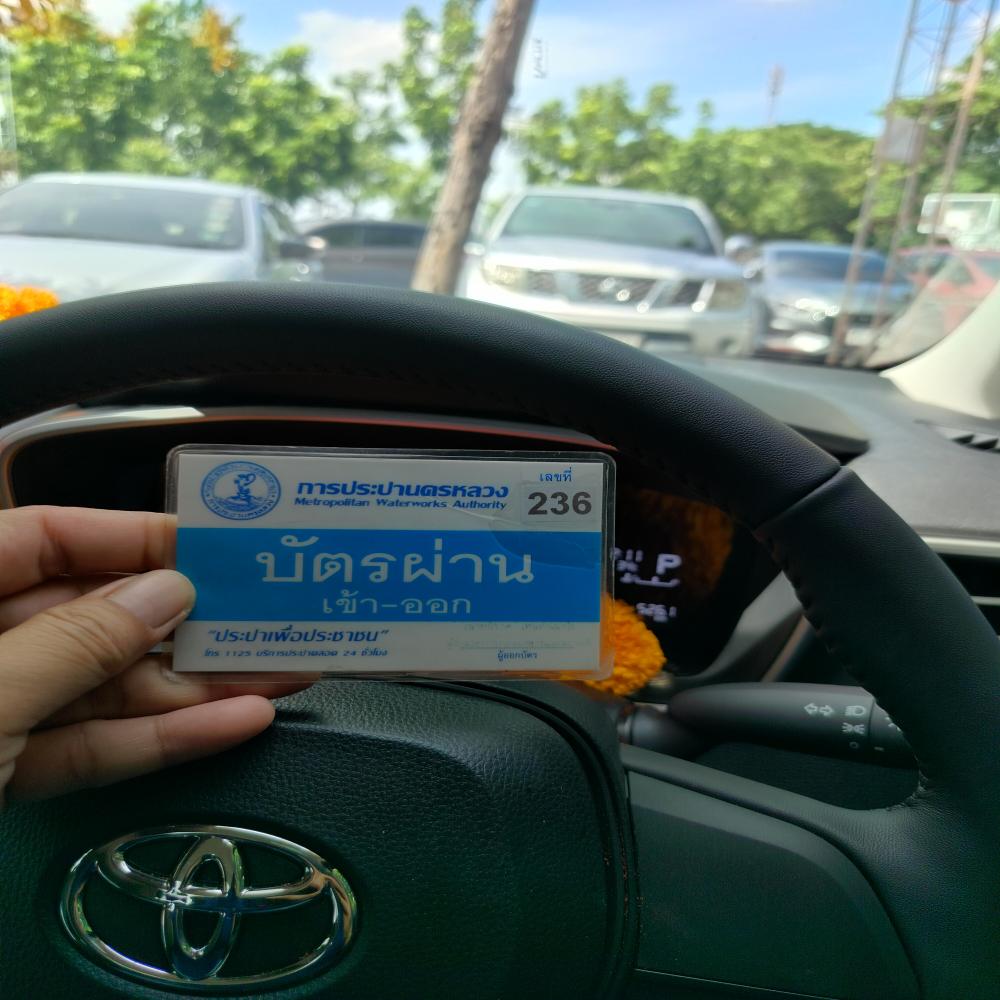 การประปานครหลวง
Metropolitan Waterworks Authority
เลขที่
236
บัตรผ่าน
เข้า-ออก
"ประปาเพื่อประชาชน"
โทร 1125 บริการประปาตลอด 24 ชั่วโมง
ผู้ออกบัตร
P